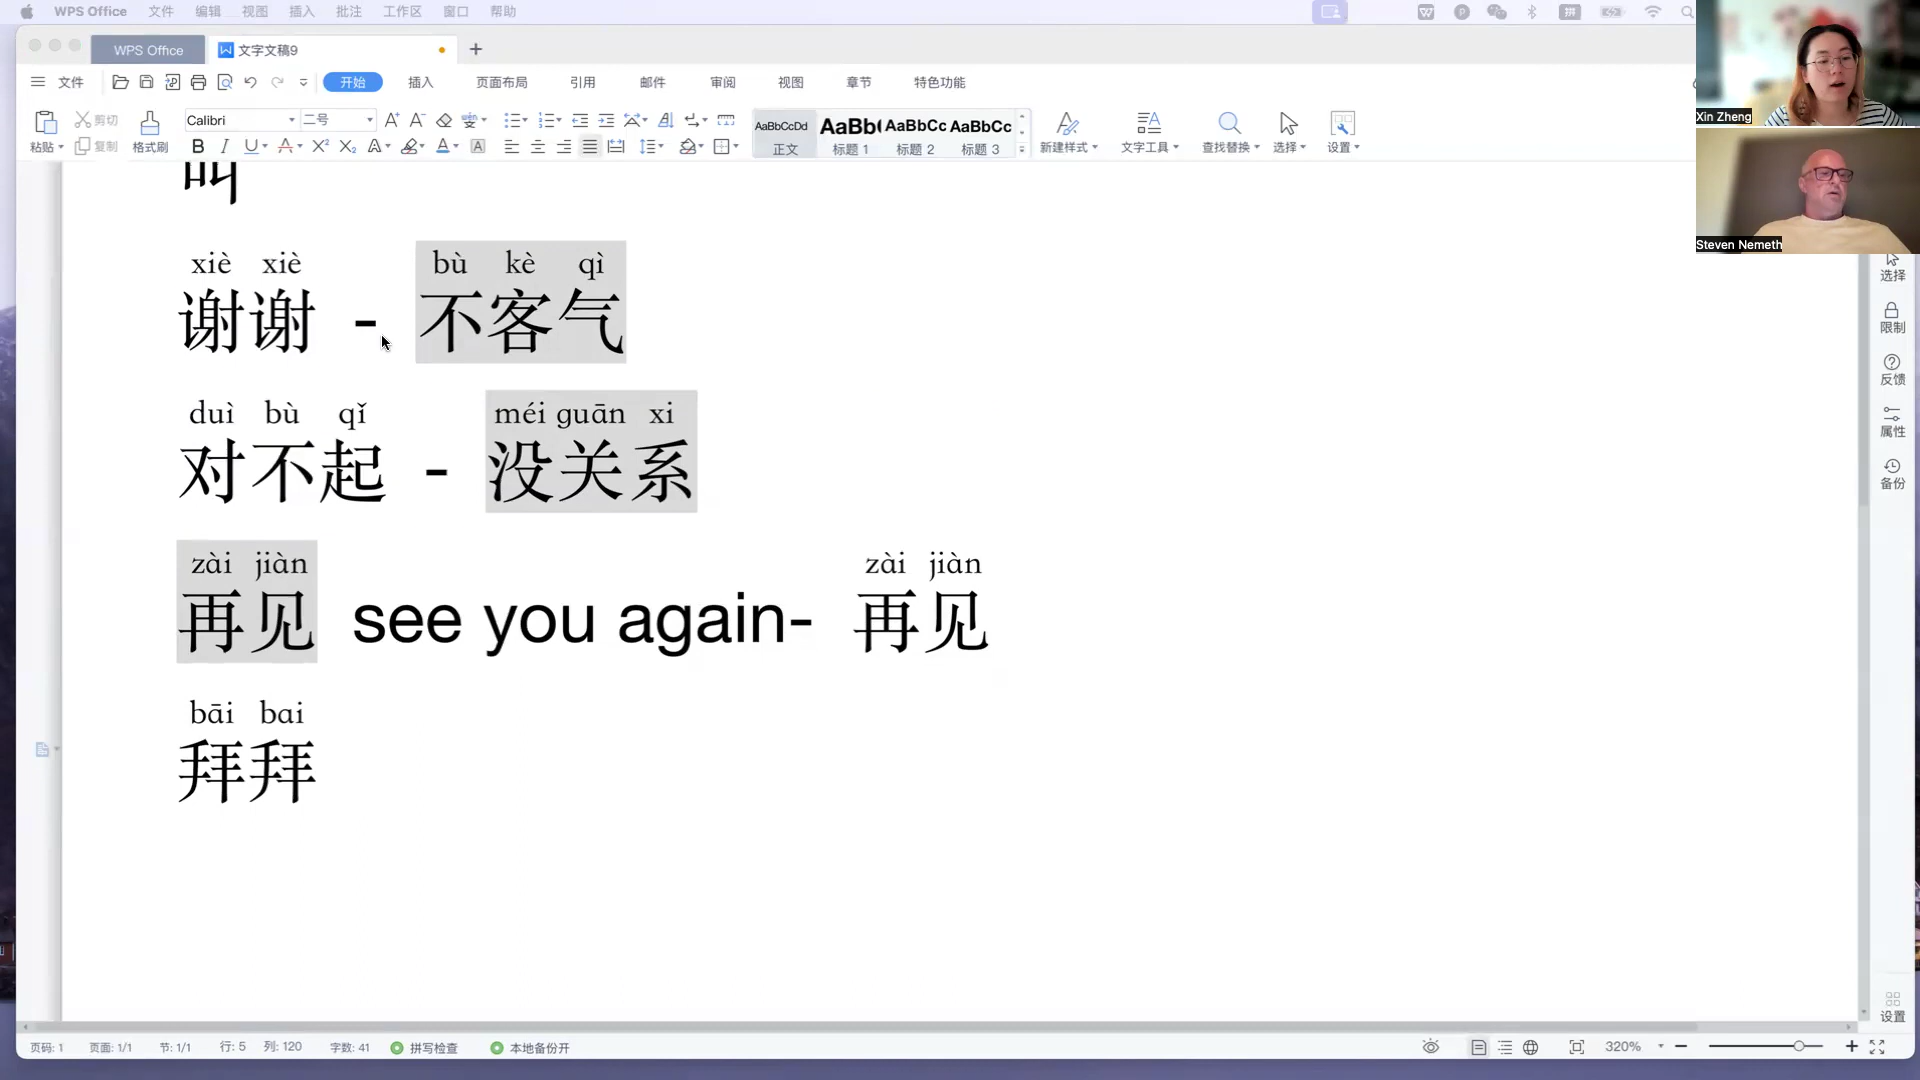 WPS Office 文件 编辑 视图 插入 批注 工作区 窗口 帮助
WPS Office 文字文稿9
文件 开始 插入 页面布局 引用 邮件 审阅 视图 章节 特色功能
粘贴 剪切 复制 格式刷 Calibri 二号
AaBbCcDd AaBb( AaBbCc AaBbCc
正文 标题 1 标题 2 标题 3 新建样式 文字工具 查找替换 选择 设置
Xin Zheng
Steven Nemeth
叫
xiè xiè bù kè qì
谢谢 - 不客气
duì bù qǐ méi guān xi
对不起 - 没关系
zài jiàn zài jiàn
再见 see you again- 再见
bāi bai
拜拜
选择
限制
反馈
属性
备份
设置
页码: 1 页面: 1/1 节: 1/1 行: 5 列: 120 字数: 41 拼写检查 本地备份开 320%